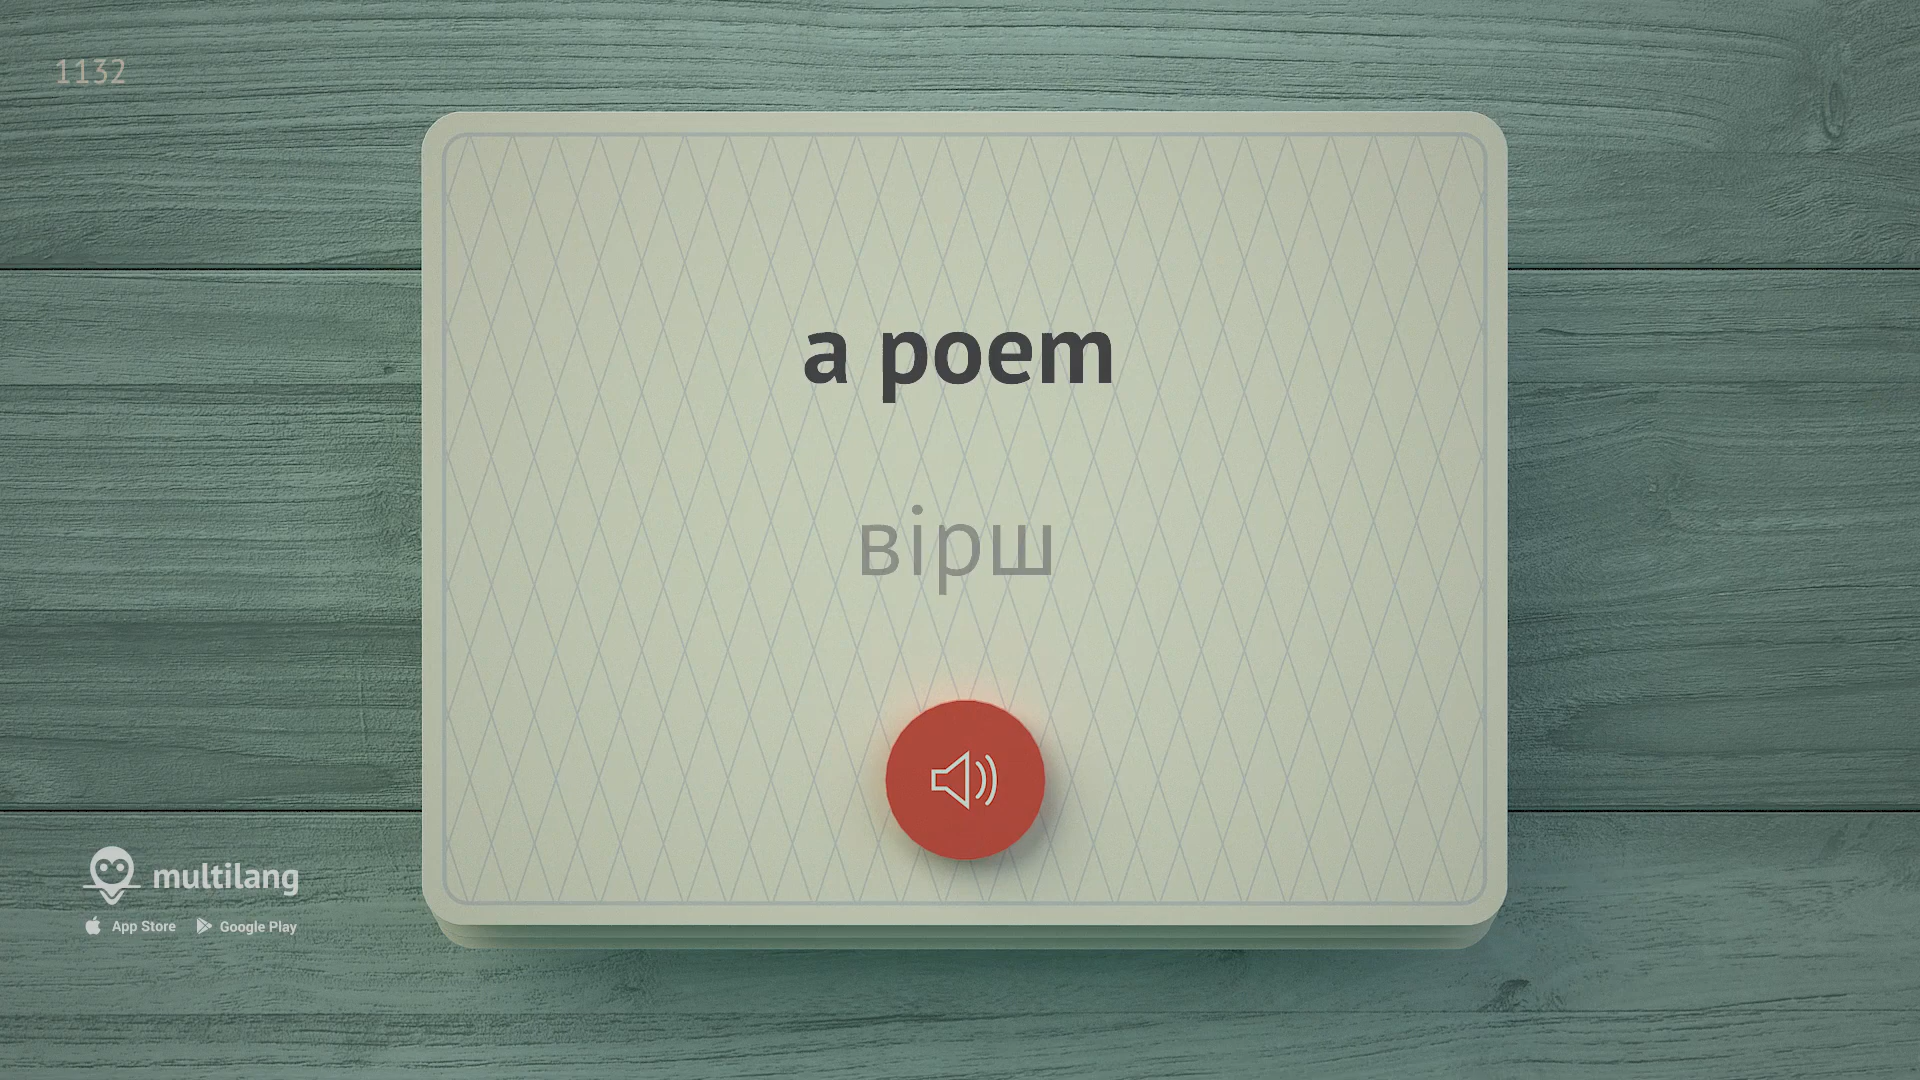 1132
a poem
вірш
multilang
App Store
Google Play